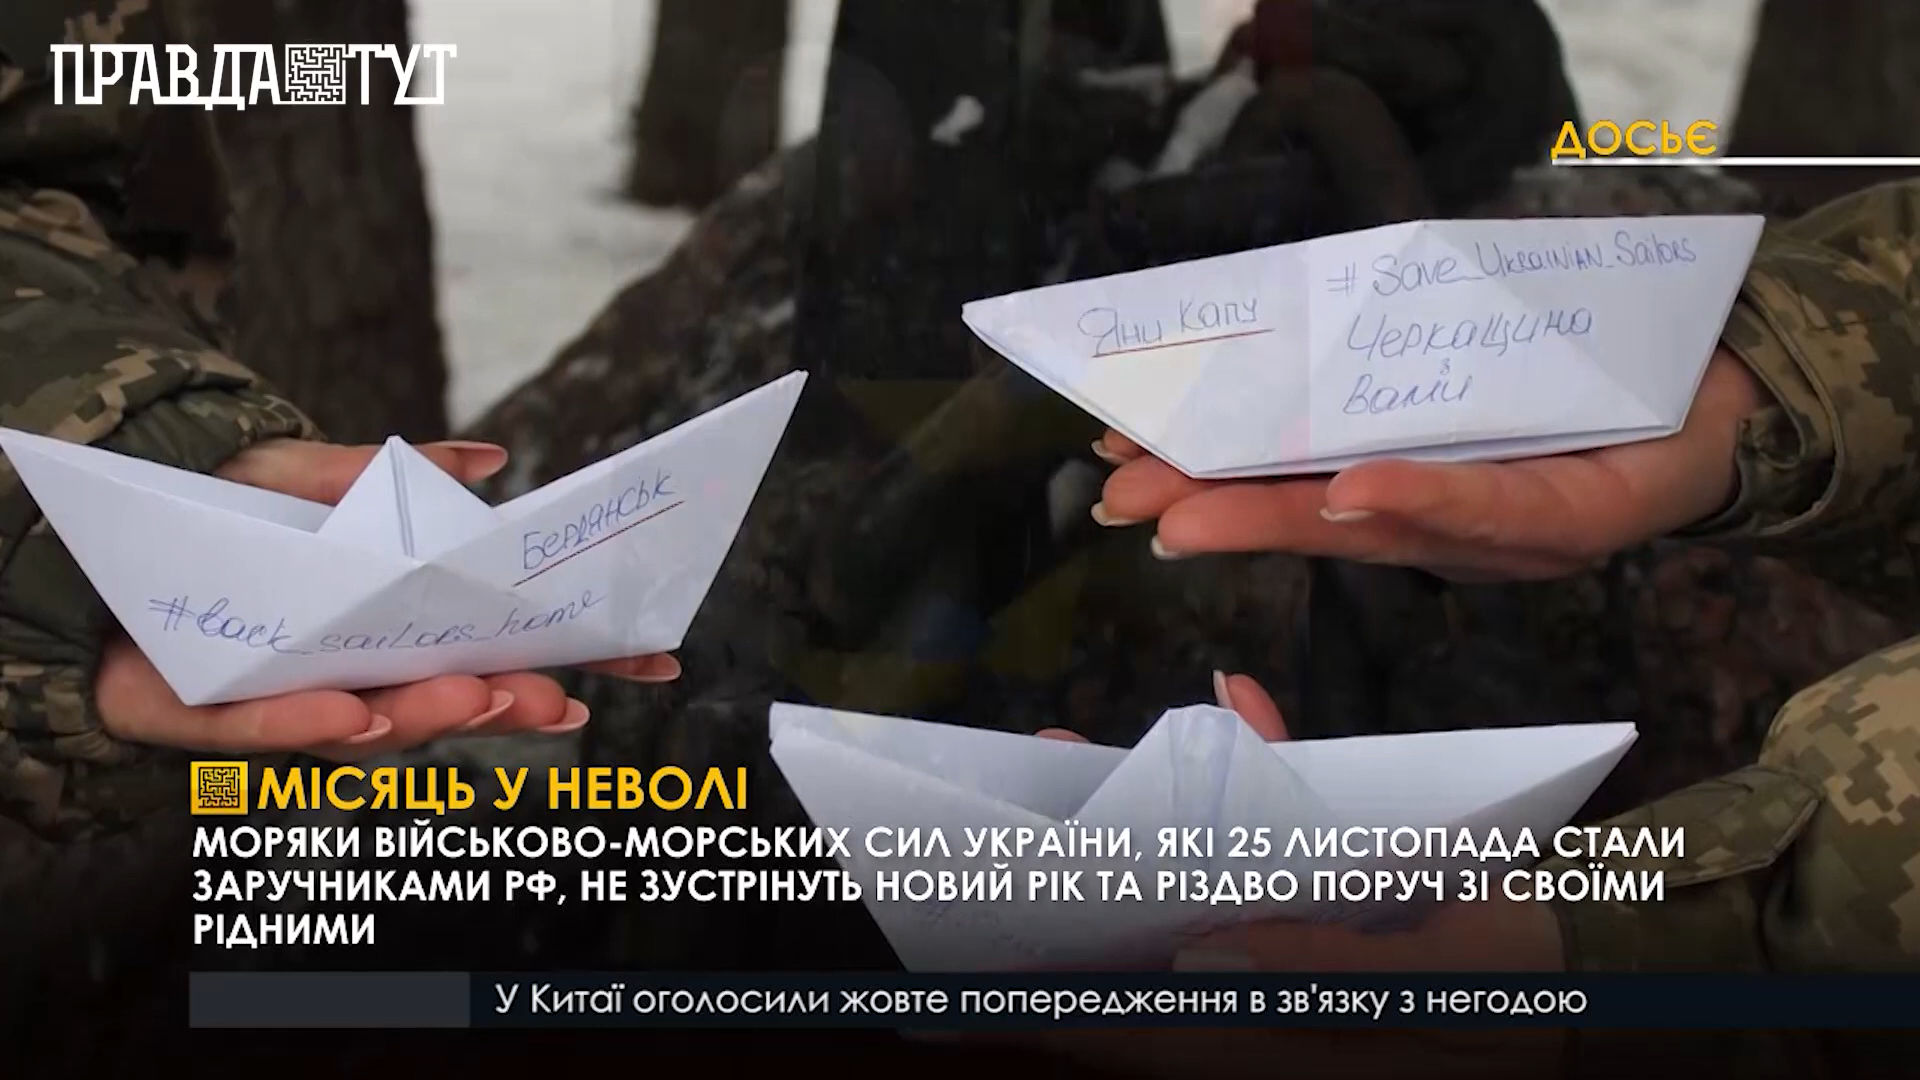 ПРАВДА ТУТ
ДОСЬЄ
Яни Капу
# Save_Ukrainian_Sailors
Черкащина
з
Вами
Бердянськ
#back_sailors_home
МІСЯЦЬ У НЕВОЛІ
МОРЯКИ ВІЙСЬКОВО-МОРСЬКИХ СИЛ УКРАЇНИ, ЯКІ 25 ЛИСТОПАДА СТАЛИ
ЗАРУЧНИКАМИ РФ, НЕ ЗУСТРІНУТЬ НОВИЙ РІК ТА РІЗДВО ПОРУЧ ЗІ СВОЇМИ
РІДНИМИ
У Китаї оголосили жовте попередження в зв'язку з негодою